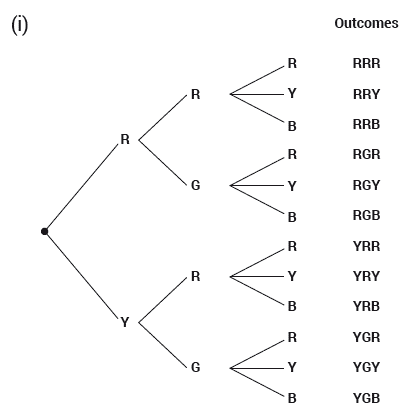 (i)
Outcomes
R RRR
R Y RRY
B RRB
R
R RGR
G Y RGY
B RGB
R YRR
R Y YRY
B YRB
Y
R YGR
G Y YGY
B YGB